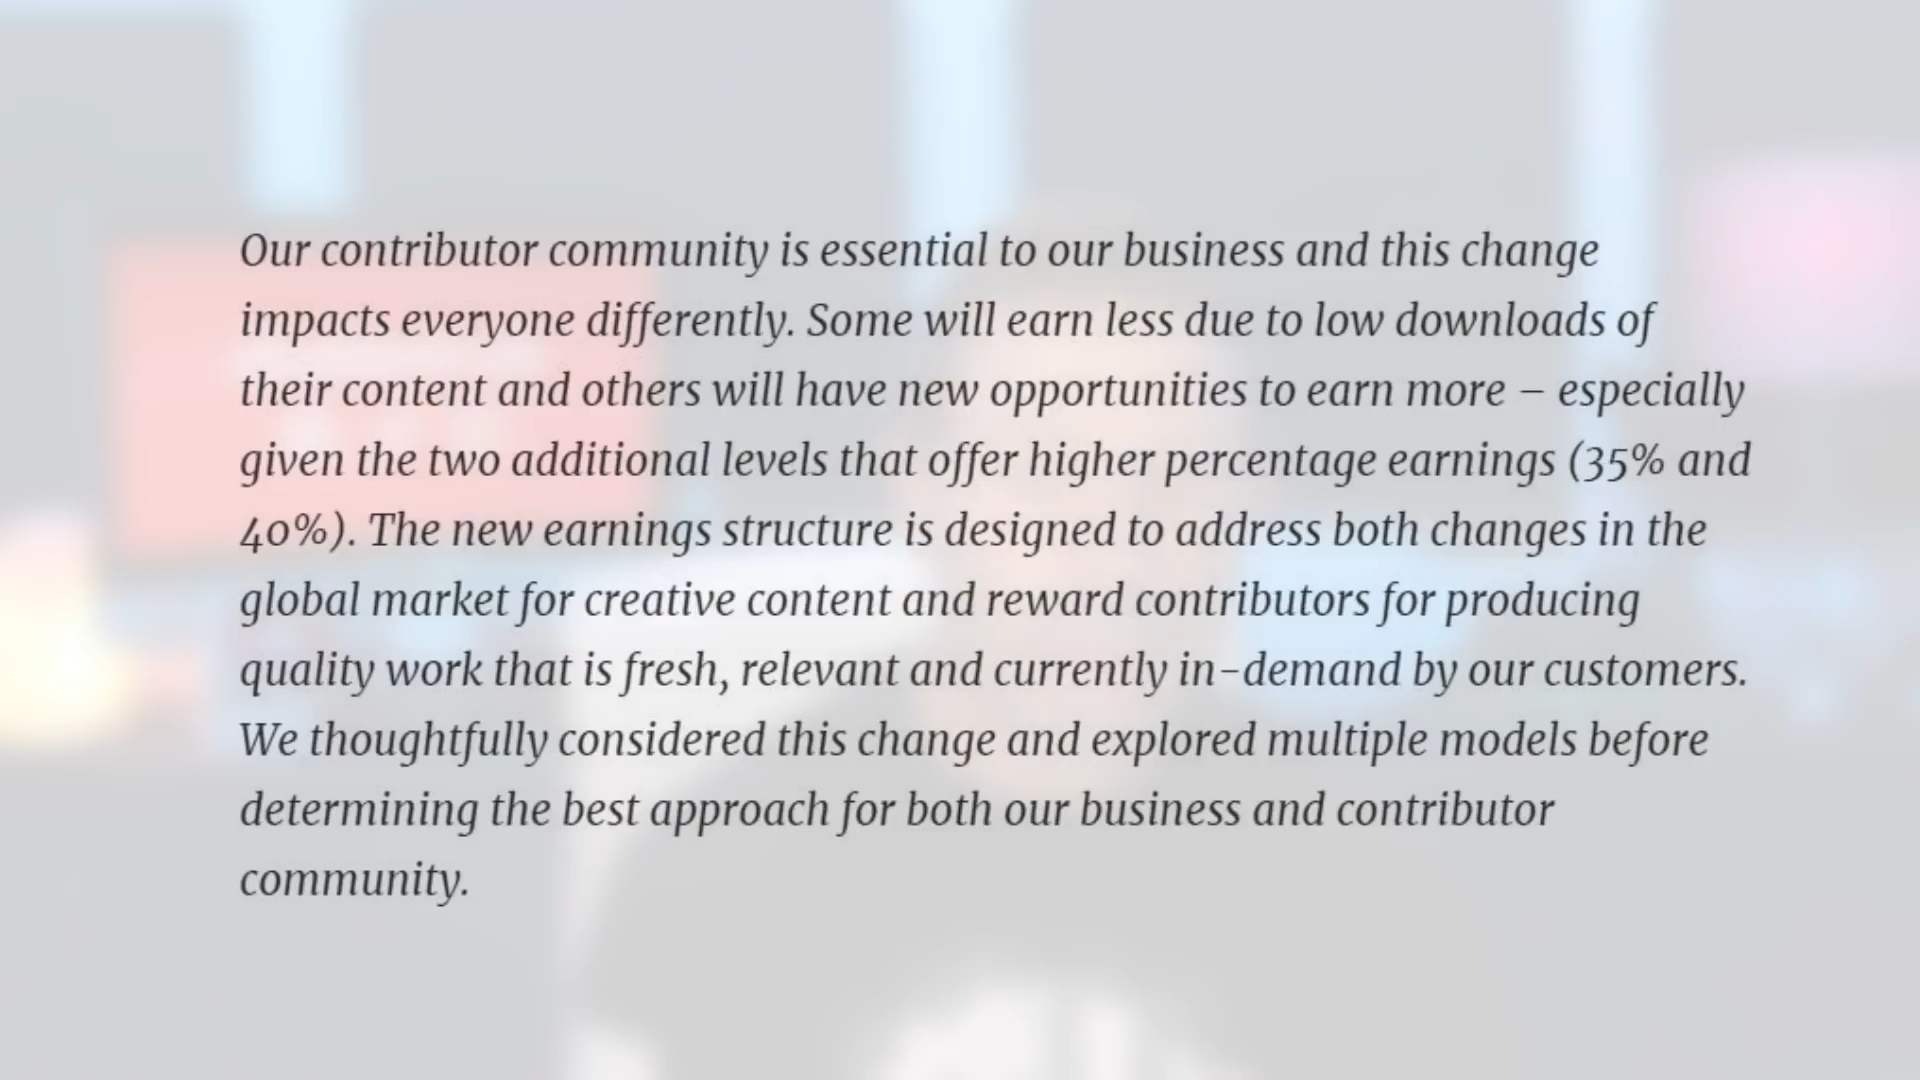 Our contributor community is essential to our business and this change
impacts everyone differently. Some will earn less due to low downloads of
their content and others will have new opportunities to earn more – especially
given the two additional levels that offer higher percentage earnings (35% and
40%). The new earnings structure is designed to address both changes in the
global market for creative content and reward contributors for producing
quality work that is fresh, relevant and currently in-demand by our customers.
We thoughtfully considered this change and explored multiple models before
determining the best approach for both our business and contributor
community.